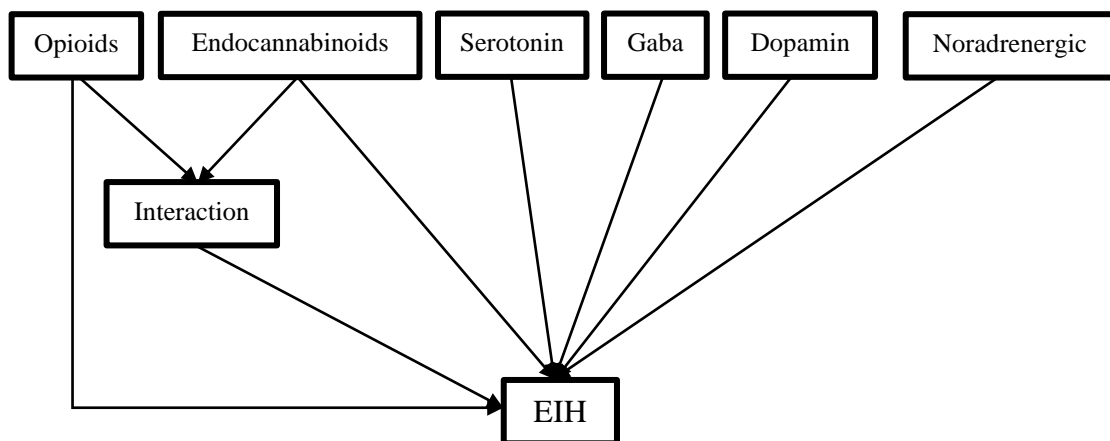 Opioids
Endocannabinoids
Serotonin
Gaba
Dopamin
Noradrenergic
Interaction
EIH